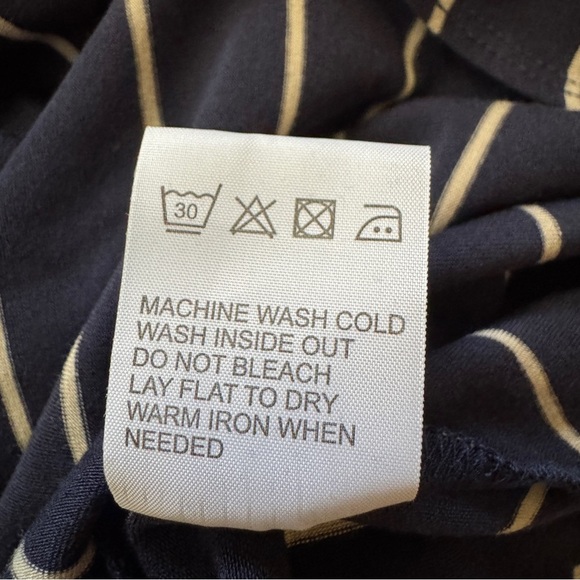 30
MACHINE WASH COLD
WASH INSIDE OUT
DO NOT BLEACH
LAY FLAT TO DRY
WARM IRON WHEN
NEEDED